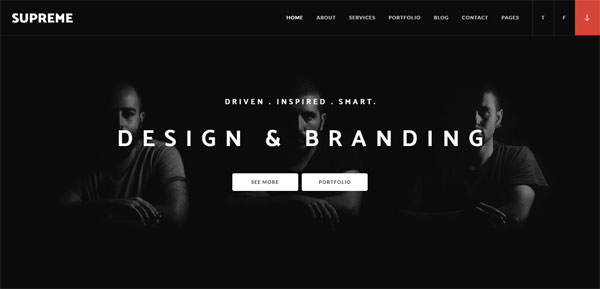 SUPREME
HOME ABOUT SERVICES PORTFOLIO BLOG CONTACT PAGES T F
DRIVEN . INSPIRED . SMART.
DESIGN & BRANDING
SEE MORE PORTFOLIO